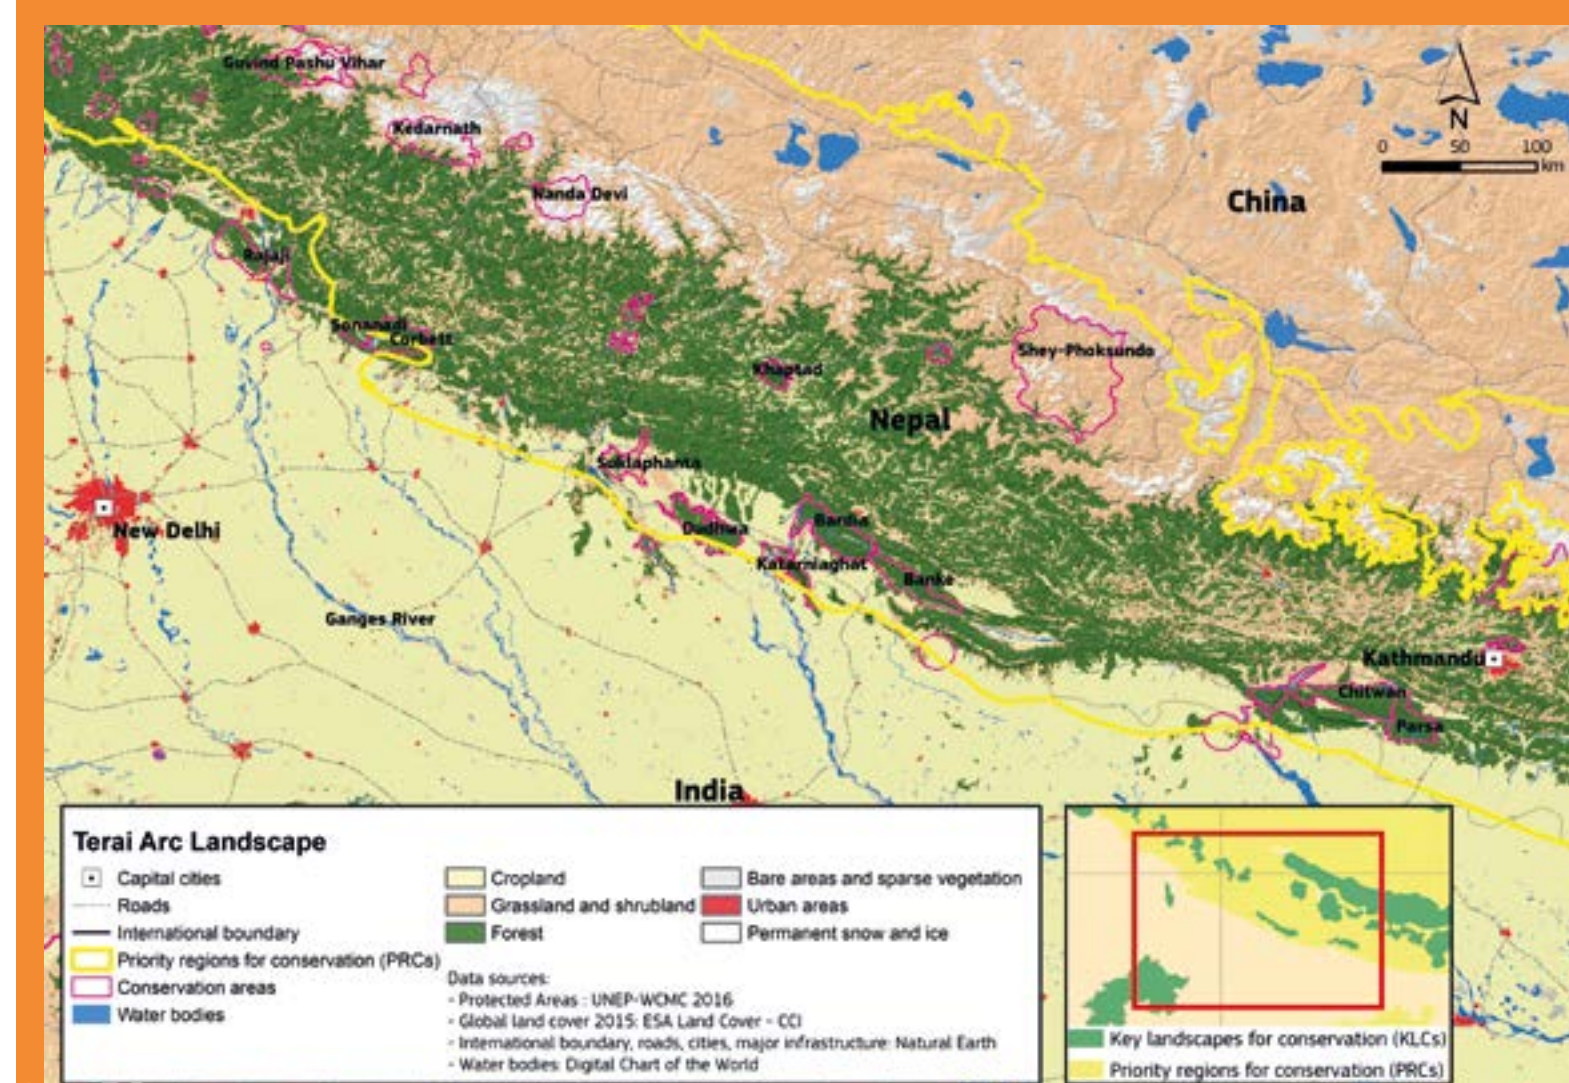 Govind Pashu Vihar
Kedarnath
Nanda Devi
N
0 50 100
km
China
Rajaji
Sonanadi
Corbett
Khaptad
Shey-Phoksundo
Nepal
Suklaphanta
New Delhi
Dudhwa
Bardia
Katarniaghat
Banke
Ganges River
Kathmandu
Chitwan
Parsa
India
Terai Arc Landscape
Capital cities
Roads
International boundary
Priority regions for conservation (PRCs)
Conservation areas
Water bodies
Cropland
Grassland and shrubland
Forest
Bare areas and sparse vegetation
Urban areas
Permanent snow and ice
Data sources:
- Protected Areas : UNEP-WCMC 2016
- Global land cover 2015: ESA Land Cover - CCI
- International boundary, roads, cities, major infrastructure: Natural Earth
- Water bodies: Digital Chart of the World
Key landscapes for conservation (KLCs)
Priority regions for conservation (PRCs)